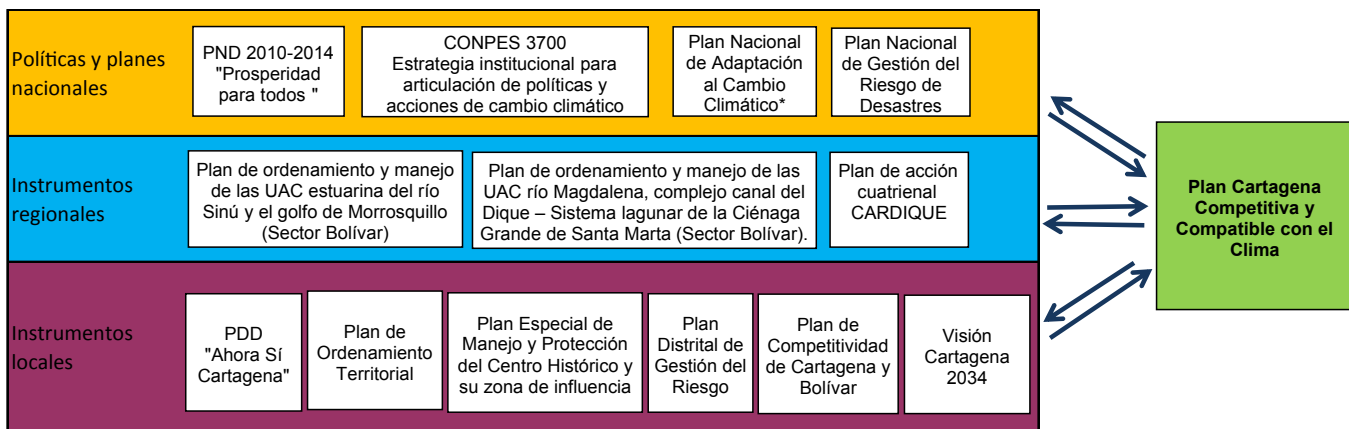 Políticas y planes
nacionales
PND 2010-2014
"Prosperidad
para todos "
CONPES 3700
Estrategia institucional para
articulación de políticas y
acciones de cambio climático
Plan Nacional
de Adaptación
al Cambio
Climático*
Plan Nacional
de Gestión del
Riesgo de
Desastres
Instrumentos
regionales
Plan de ordenamiento y manejo
de las UAC estuarina del río
Sinú y el golfo de Morrosquillo
(Sector Bolívar)
Plan de ordenamiento y manejo de las
UAC río Magdalena, complejo canal del
Dique – Sistema lagunar de la Ciénaga
Grande de Santa Marta (Sector Bolívar).
Plan de acción
cuatrienal
CARDIQUE
Instrumentos
locales
PDD
"Ahora Sí
Cartagena"
Plan de
Ordenamiento
Territorial
Plan Especial de
Manejo y Protección
del Centro Histórico y
su zona de influencia
Plan
Distrital de
Gestión del
Riesgo
Plan de
Competitividad
de Cartagena y
Bolívar
Visión
Cartagena
2034
Plan Cartagena
Competitiva y
Compatible con el
Clima